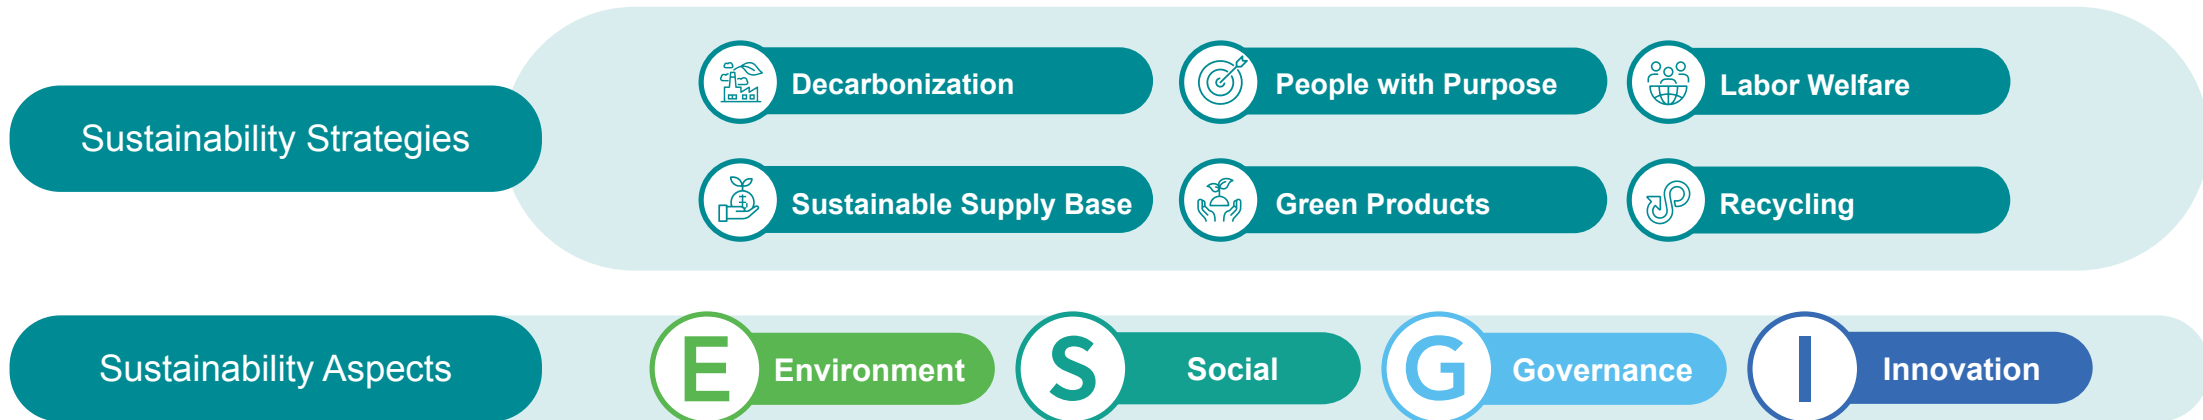 Sustainability Strategies
Decarbonization
People with Purpose
Labor Welfare
Sustainable Supply Base
Green Products
Recycling
Sustainability Aspects
E Environment
S Social
G Governance
I Innovation